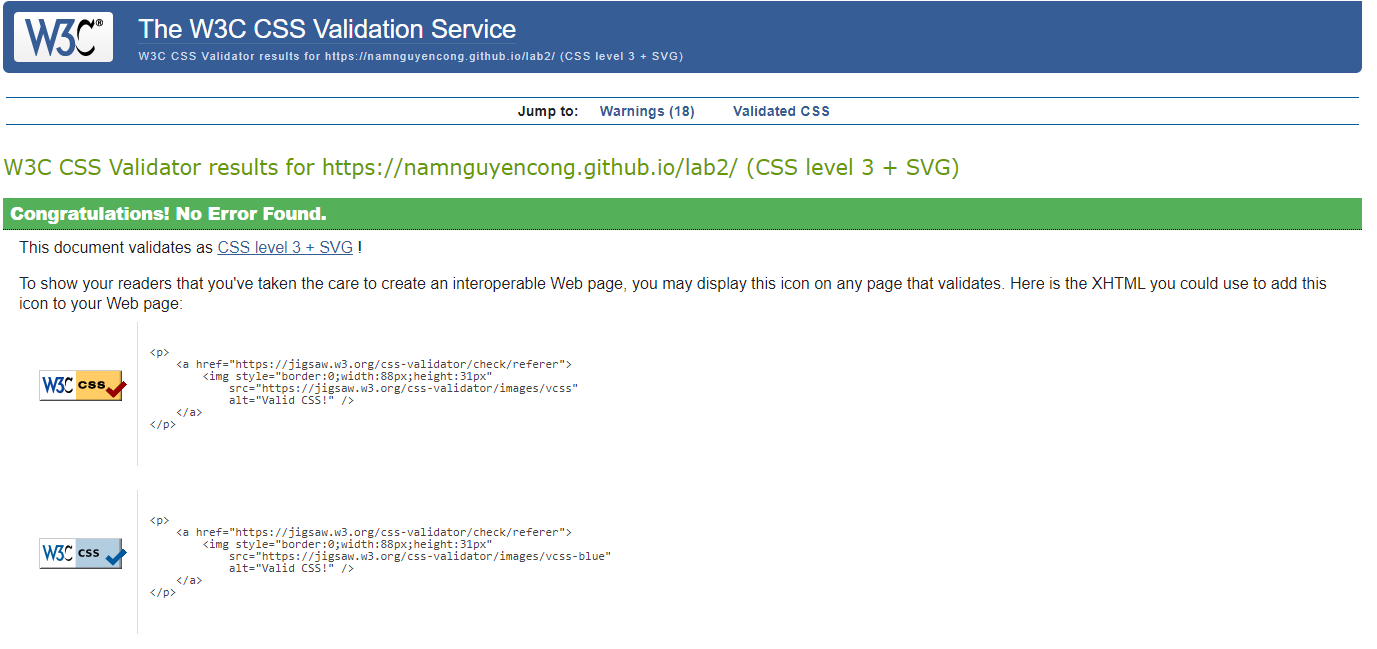 W3C® The W3C CSS Validation Service
W3C CSS Validator results for https://namnguyencong.github.io/lab2/ (CSS level 3 + SVG)
Jump to: Warnings (18) Validated CSS
W3C CSS Validator results for https://namnguyencong.github.io/lab2/ (CSS level 3 + SVG)
Congratulations! No Error Found.
This document validates as CSS level 3 + SVG !
To show your readers that you've taken the care to create an interoperable Web page, you may display this icon on any page that validates. Here is the XHTML you could use to add this
icon to your Web page:
<p>
<a href="https://jigsaw.w3.org/css-validator/check/referer">
<img style="border:0;width:88px;height:31px"
W3C css
src="https://jigsaw.w3.org/css-validator/images/vcss"
alt="Valid CSS!" />
</a>
</p>
<p>
<a href="https://jigsaw.w3.org/css-validator/check/referer">
<img style="border:0;width:88px;height:31px"
W3C css
src="https://jigsaw.w3.org/css-validator/images/vcss-blue"
alt="Valid CSS!" />
</a>
</p>